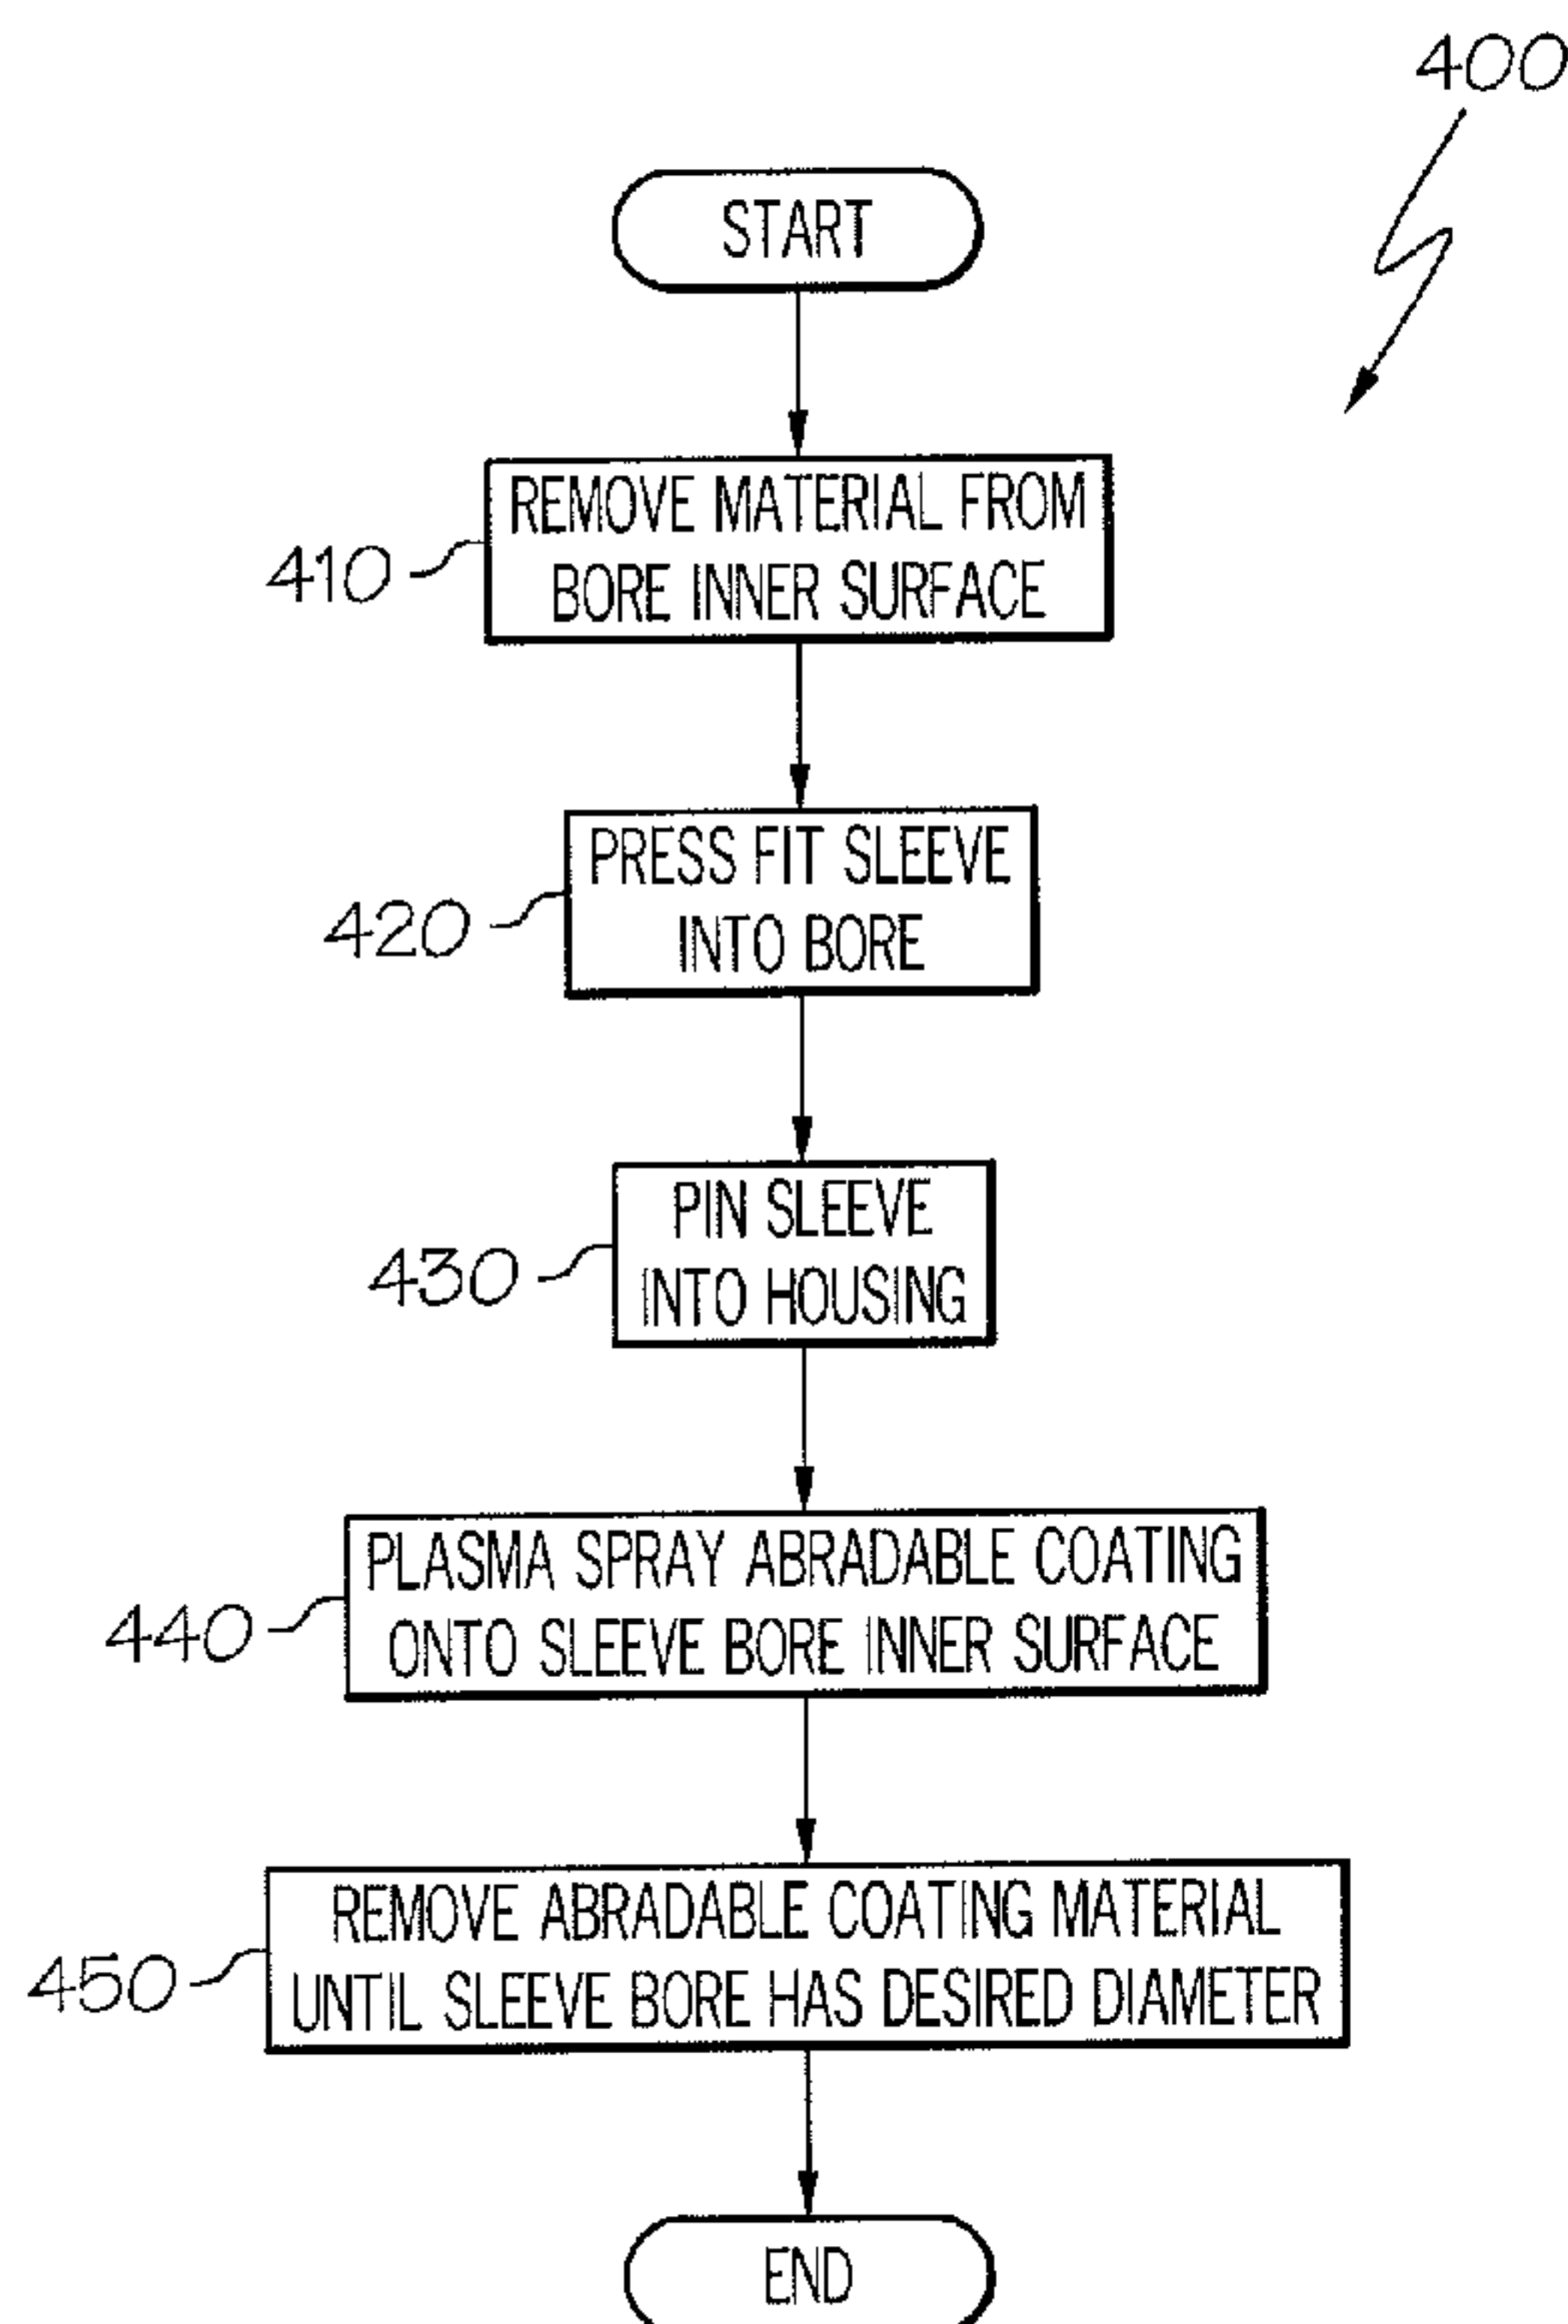 400
START
REMOVE MATERIAL FROM
BORE INNER SURFACE
410
PRESS FIT SLEEVE
INTO BORE
420
PIN SLEEVE
INTO HOUSING
430
PLASMA SPRAY ABRADABLE COATING
ONTO SLEEVE BORE INNER SURFACE
440
REMOVE ABRADABLE COATING MATERIAL
UNTIL SLEEVE BORE HAS DESIRED DIAMETER
450
END